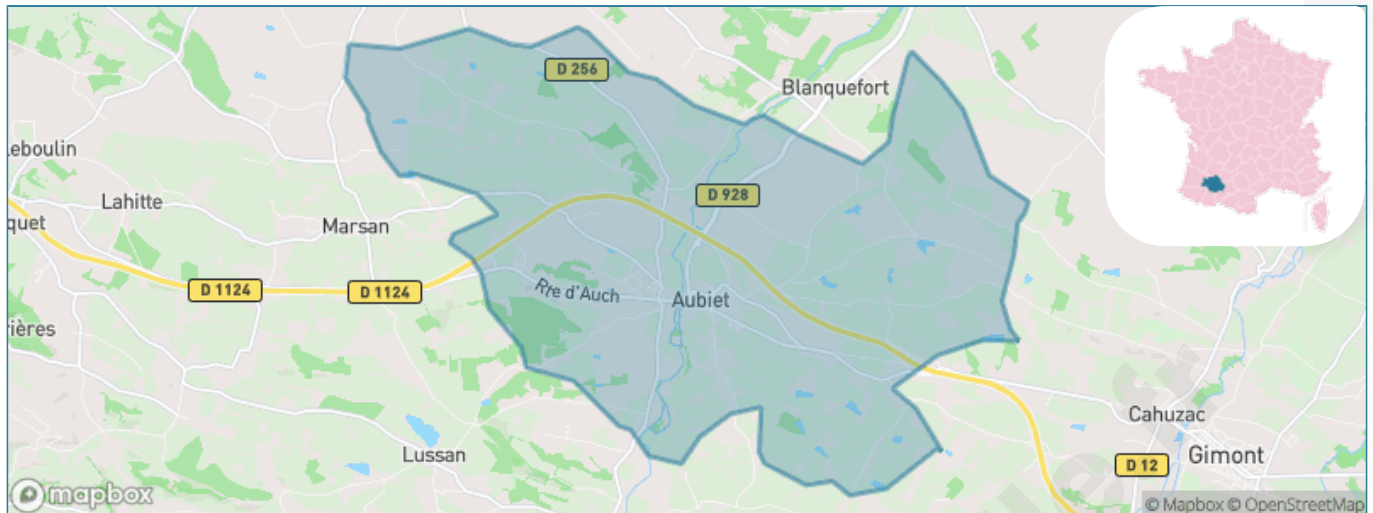 D 256
Blanquefort
eboulin
Lahitte
D 928
quet
Marsan
D 1124
D 1124
Rte d'Auch
Aubiet
ières
Cahuzac
Lussan
Gimont
D 12
mapbox
© Mapbox © OpenStreetMap